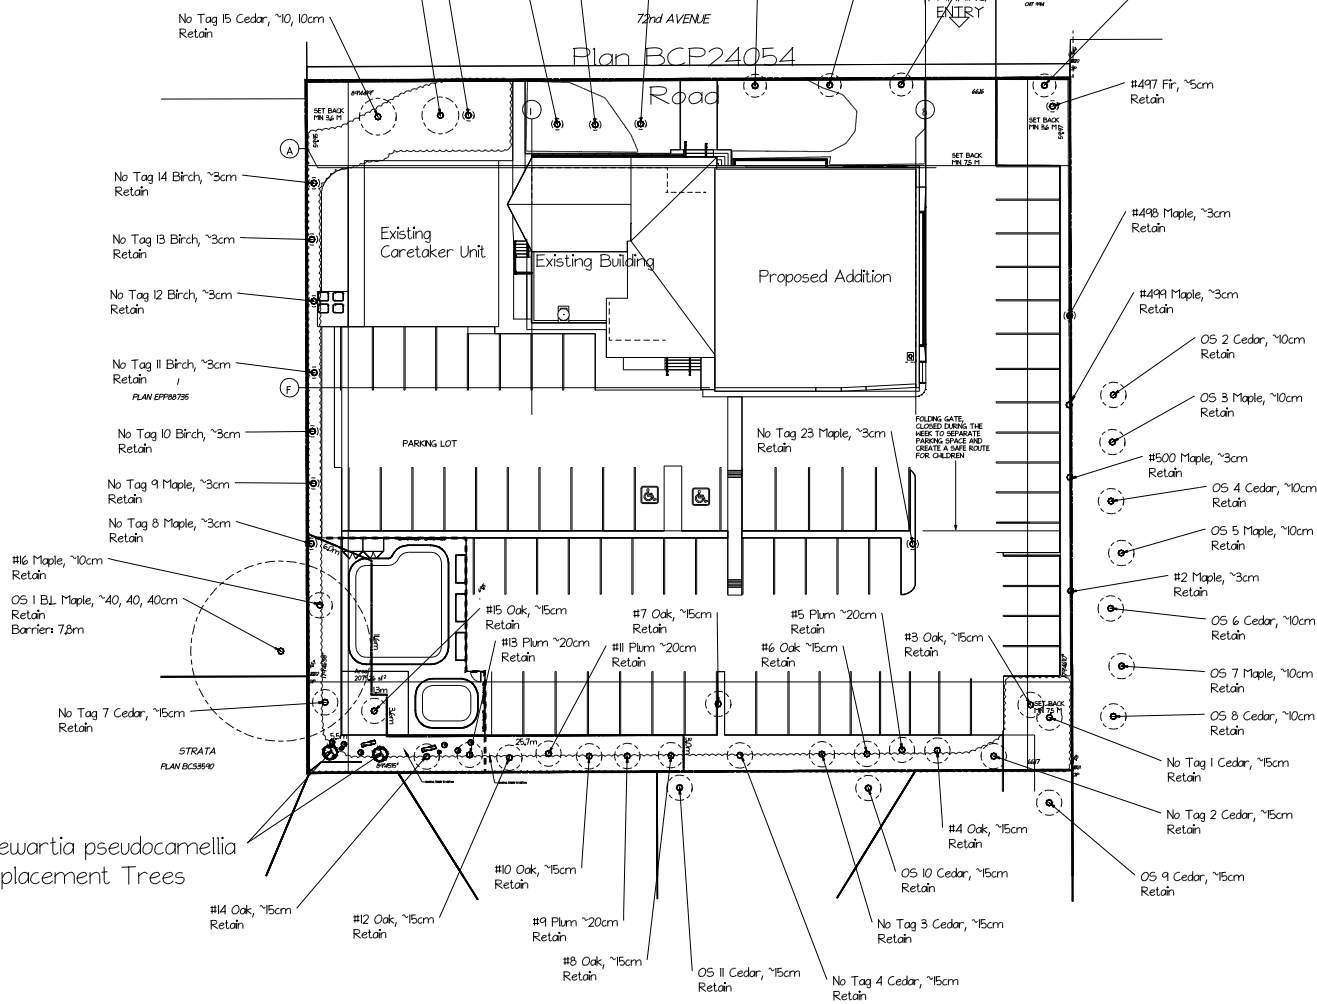 No Tag 15 Cedar, ~10, 10cm
Retain
72nd AVENUE
Plan BCP24054
Road
ENTRY
#497 Fir, ~5cm
Retain
SET BACK
MIN 3.6 M
SET BACK
MIN 3.6 M
SET BACK
MIN 7.5 M
A
No Tag 14 Birch, ~3cm
Retain
No Tag 13 Birch, ~3cm
Retain
No Tag 12 Birch, ~3cm
Retain
No Tag 11 Birch, ~3cm
Retain
PLAN EPP88735
F
No Tag 10 Birch, ~3cm
Retain
No Tag 9 Maple, ~3cm
Retain
No Tag 8 Maple, ~3cm
Retain
#16 Maple, ~10cm
Retain
OS 1 BL Maple, ~40, 40, 40cm
Retain
Barrier: 7.8m
No Tag 7 Cedar, ~15cm
Retain
STRATA
PLAN BCS3590
Existing
Caretaker Unit
Existing Building
Proposed Addition
#498 Maple, ~3cm
Retain
#499 Maple, ~3cm
Retain
OS 2 Cedar, ~10cm
Retain
OS 3 Maple, ~10cm
Retain
#500 Maple, ~3cm
Retain
OS 4 Cedar, ~10cm
Retain
OS 5 Maple, ~10cm
Retain
#2 Maple, ~3cm
Retain
OS 6 Cedar, ~10cm
Retain
OS 7 Maple, ~10cm
Retain
OS 8 Cedar, ~10cm
Retain
PARKING LOT
No Tag 23 Maple, ~3cm
Retain
FOLDING GATE,
CLOSED DURING THE
WEEK TO SEPARATE
PARKING SPACE AND
CREATE A SAFE ROUTE
FOR CHILDREN
#15 Oak, ~15cm
Retain
#13 Plum ~20cm
Retain
#7 Oak, ~15cm
Retain
#11 Plum ~20cm
Retain
#5 Plum ~20cm
Retain
#6 Oak ~15cm
Retain
#3 Oak, ~15cm
Retain
SET BACK
MIN 7.5 M
25.7m
No Tag 1 Cedar, ~15cm
Retain
No Tag 2 Cedar, ~15cm
Retain
OS 9 Cedar, ~15cm
Retain
#4 Oak, ~15cm
Retain
OS 10 Cedar, ~15cm
Retain
No Tag 3 Cedar, ~15cm
Retain
No Tag 4 Cedar, ~15cm
Retain
OS 11 Cedar, ~15cm
Retain
#8 Oak, ~15cm
Retain
#9 Plum ~20cm
Retain
#10 Oak, ~15cm
Retain
#12 Oak, ~15cm
Retain
#14 Oak, ~15cm
Retain
ewartia pseudocamellia
placement Trees